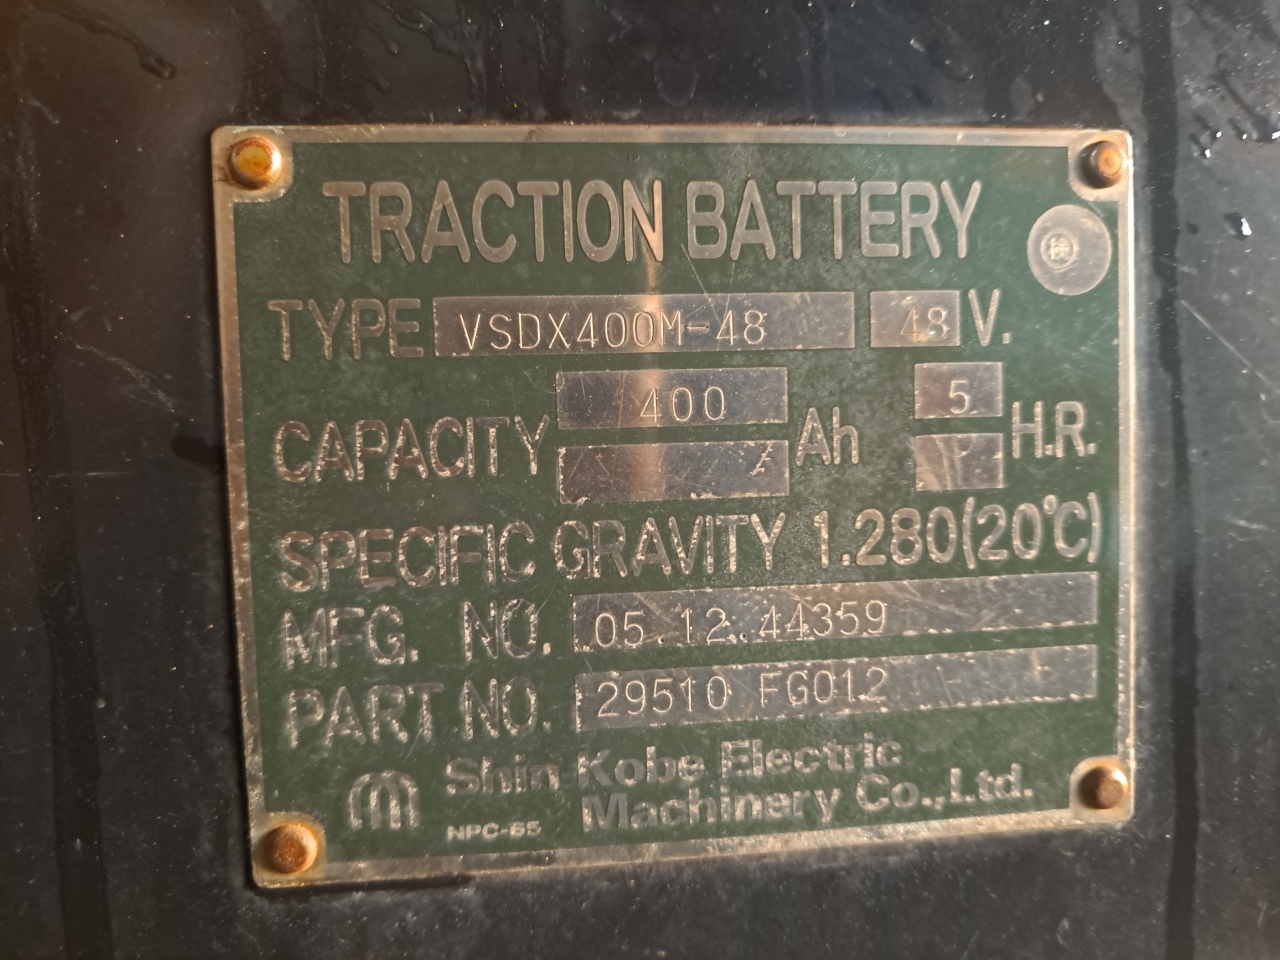 TRACTION BATTERY
TYPE VSDX400M-48 48 V.
CAPACITY 400 Ah 5 H.R.
SPECIFIC GRAVITY 1.280(20°C)
MFG. NO. 05.12.44359
PART NO. 29510 FG012
Shin-Kobe Electric
Machinery Co.,Ltd.
NPC-65